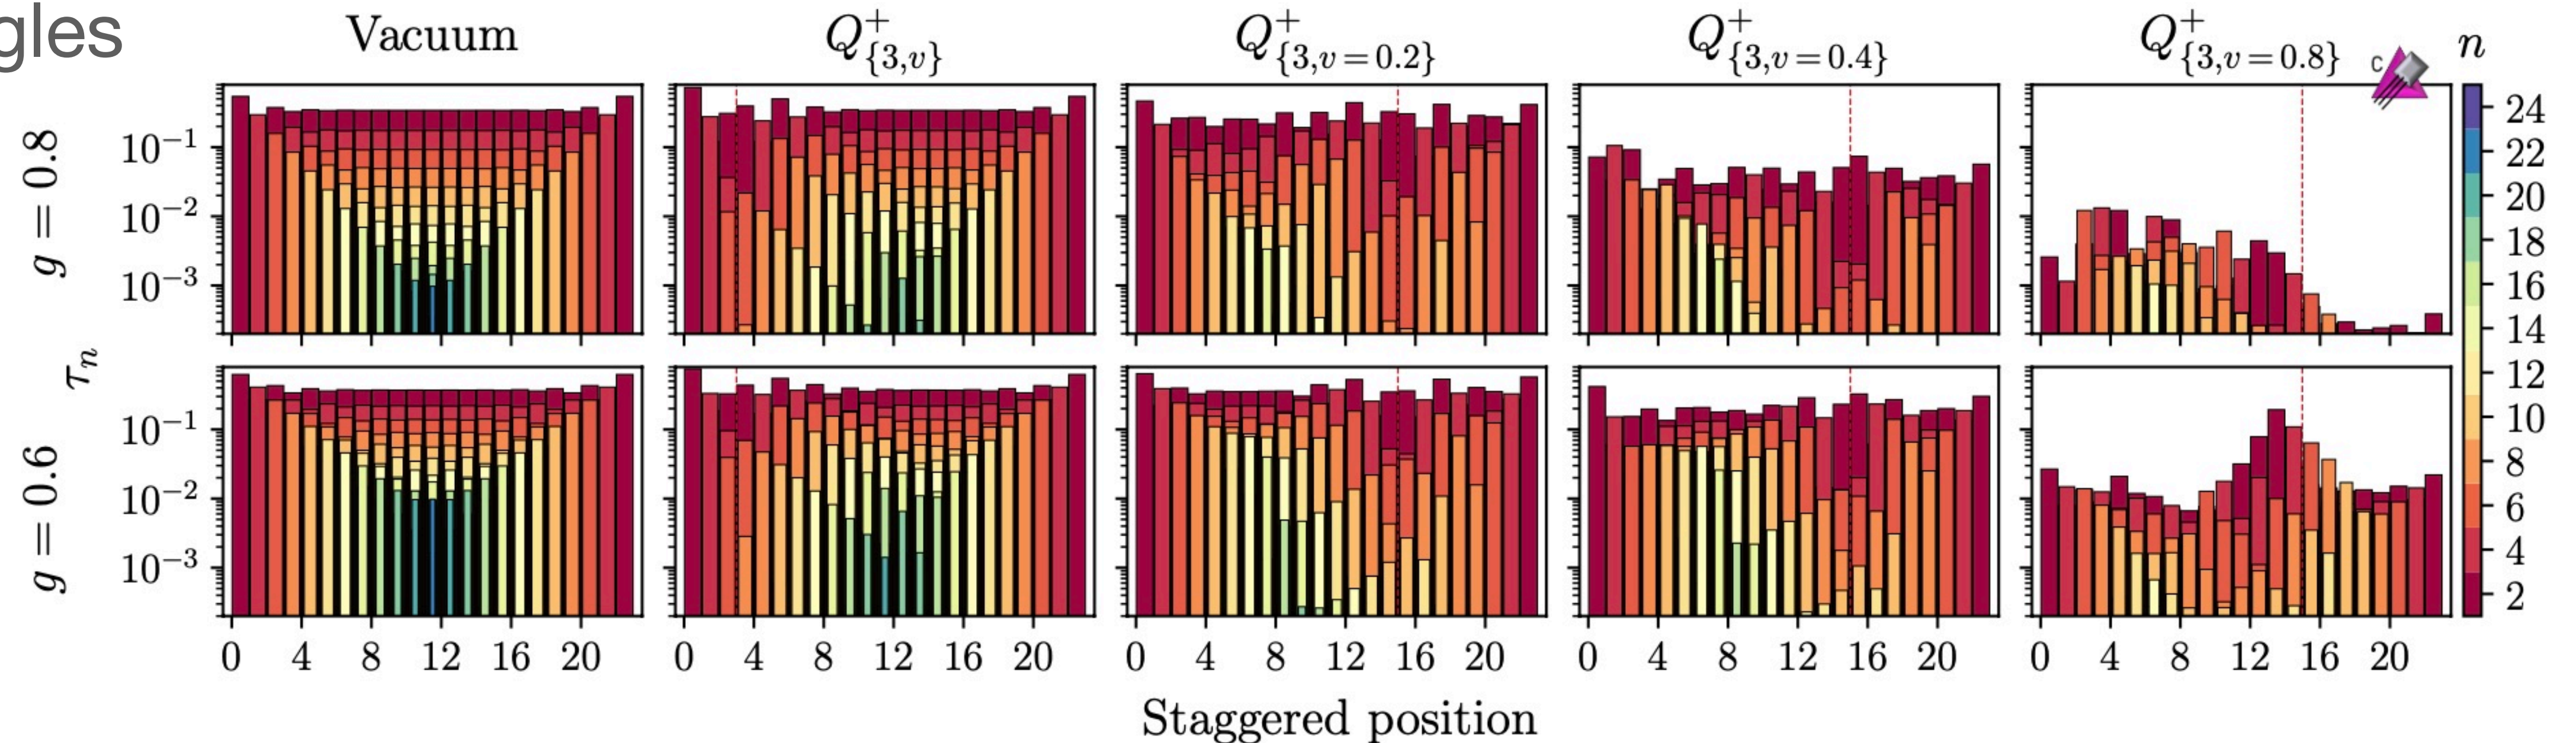 gles
Vacuum
Q⁺_{3,v}
Q⁺_{3,v=0.2}
Q⁺_{3,v=0.4}
Q⁺_{3,v=0.8}
C
n
g = 0.8
10⁻¹
10⁻²
10⁻³
τₙ
g = 0.6
10⁻¹
10⁻²
10⁻³
24
22
20
18
16
14
12
10
8
6
4
2
0 4 8 12 16 20
0 4 8 12 16 20
0 4 8 12 16 20
0 4 8 12 16 20
0 4 8 12 16 20
Staggered position